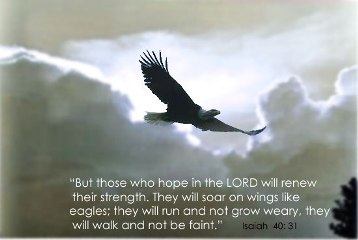 “But those who hope in the LORD will renew
their strength. They will soar on wings like
eagles; they will run and not grow weary, they
will walk and not be faint.” Isaiah 40:31